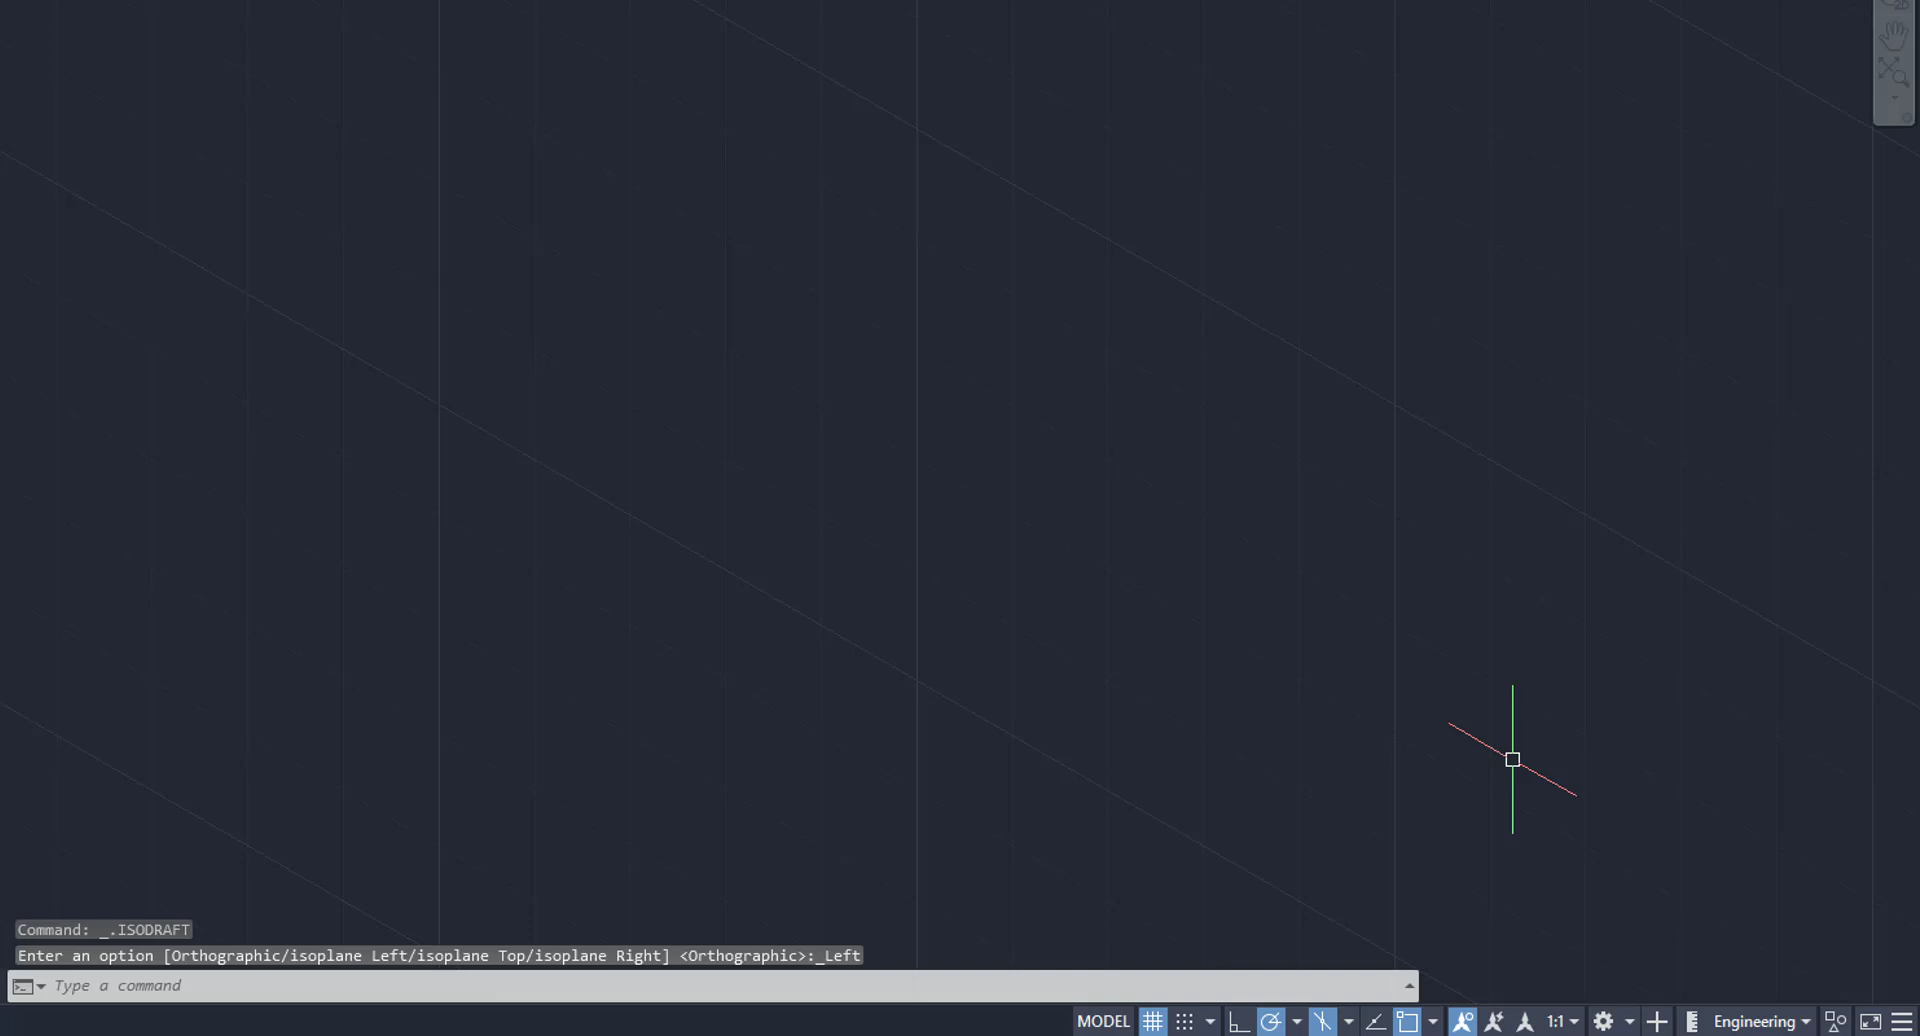 2D
Command: _.ISODRAFT
Enter an option [Orthographic/isoplane Left/isoplane Top/isoplane Right] <Orthographic>:_Left
Type a command
MODEL 1:1 Engineering